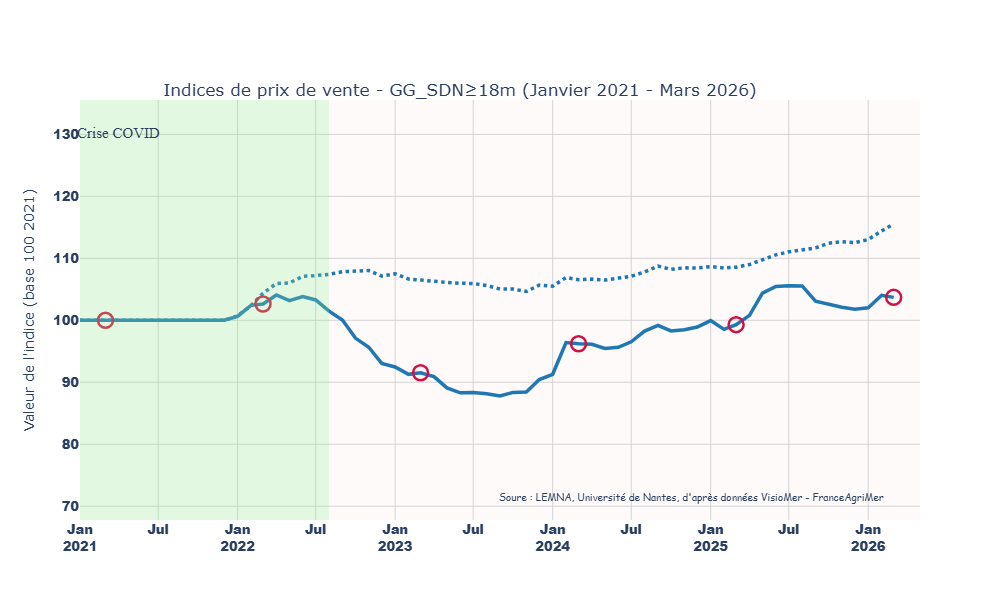 Indices de prix de vente - GG_SDN≥18m (Janvier 2021 - Mars 2026)
Crise COVID
Valeur de l'indice (base 100 2021)
130
120
110
100
90
80
70
Soure : LEMNA, Université de Nantes, d'après données VisioMer - FranceAgriMer
Jan Jul Jan Jul Jan Jul Jan Jul Jan Jul Jan
2021 2022 2023 2024 2025 2026